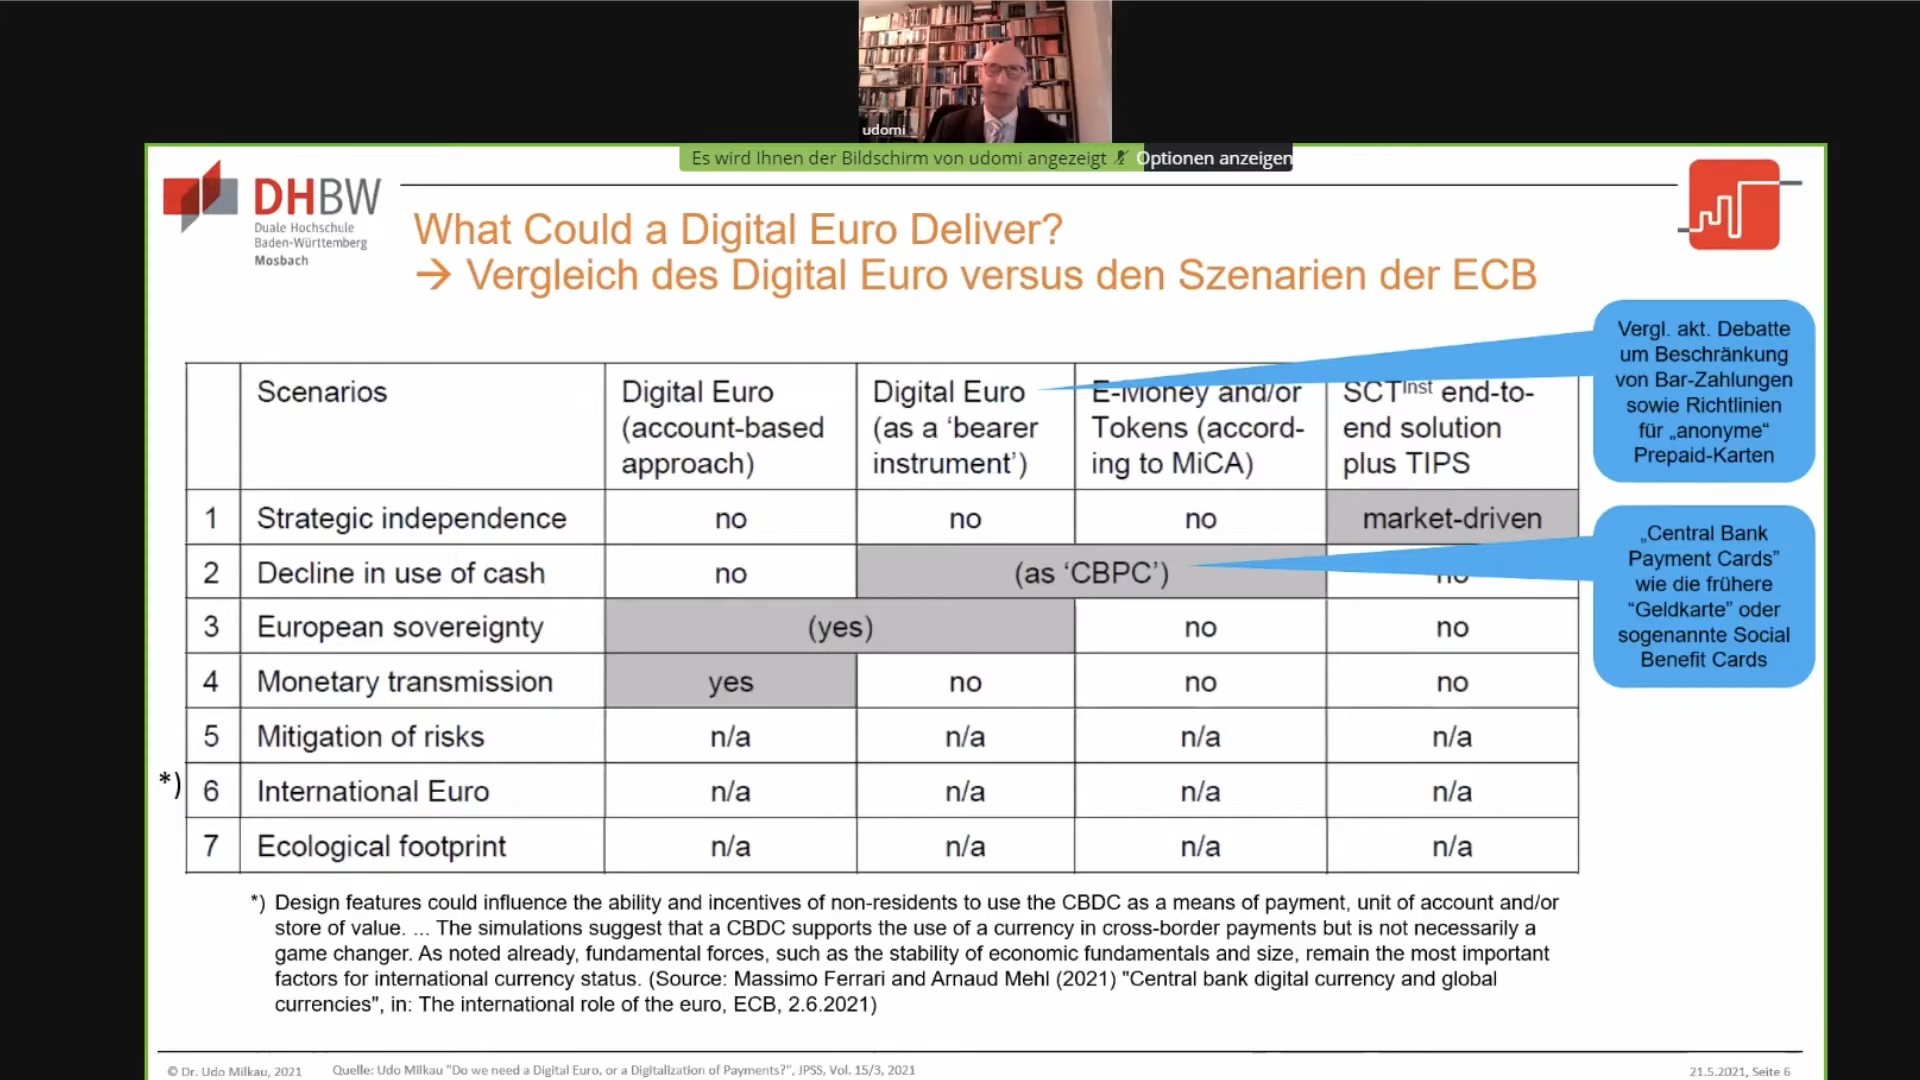 udomi
Es wird Ihnen der Bildschirm von udomi angezeigt
Optionen anzeigen
DHBW
Duale Hochschule
Baden-Württemberg
Mosbach
What Could a Digital Euro Deliver?
→ Vergleich des Digital Euro versus den Szenarien der ECB
Vergl. akt. Debatte
um Beschränkung
von Bar-Zahlungen
sowie Richtlinien
für „anonyme“
Prepaid-Karten
Scenarios
Digital Euro
(account-based
approach)
Digital Euro
(as a ‘bearer
instrument’)
E-Money and/or
Tokens (accord-
ing to MiCA)
SCTInst end-to-
end solution
plus TIPS
1 Strategic independence no no no market-driven
2 Decline in use of cash no (as ‘CBPC’) no
3 European sovereignty (yes) no no
4 Monetary transmission yes no no no
5 Mitigation of risks n/a n/a n/a n/a
*) 6 International Euro n/a n/a n/a n/a
7 Ecological footprint n/a n/a n/a n/a
„Central Bank
Payment Cards”
wie die frühere
“Geldkarte” oder
sogenannte Social
Benefit Cards
*) Design features could influence the ability and incentives of non-residents to use the CBDC as a means of payment, unit of account and/or
store of value. ... The simulations suggest that a CBDC supports the use of a currency in cross-border payments but is not necessarily a
game changer. As noted already, fundamental forces, such as the stability of economic fundamentals and size, remain the most important
factors for international currency status. (Source: Massimo Ferrari and Arnaud Mehl (2021) "Central bank digital currency and global
currencies", in: The international role of the euro, ECB, 2.6.2021)
© Dr. Udo Milkau, 2021
Quelle: Udo Milkau "Do we need a Digital Euro, or a Digitalization of Payments?", JPSS, Vol. 15/3, 2021
21.5.2021, Seite 6